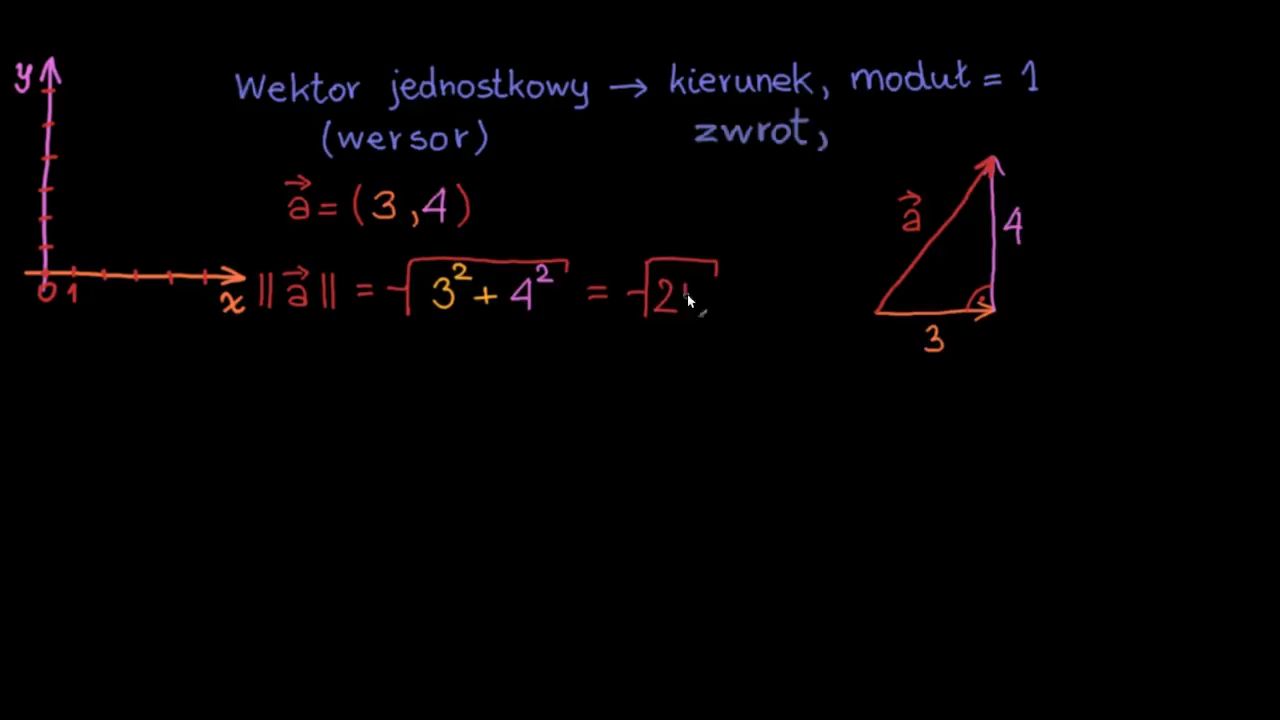 y
Wektor jednostkowy → kierunek, moduł = 1
(wersor) zwrot,
a⃗ = (3,4)
a⃗
4
||a⃗|| = √(3² + 4²) = √2
0 1
x
3